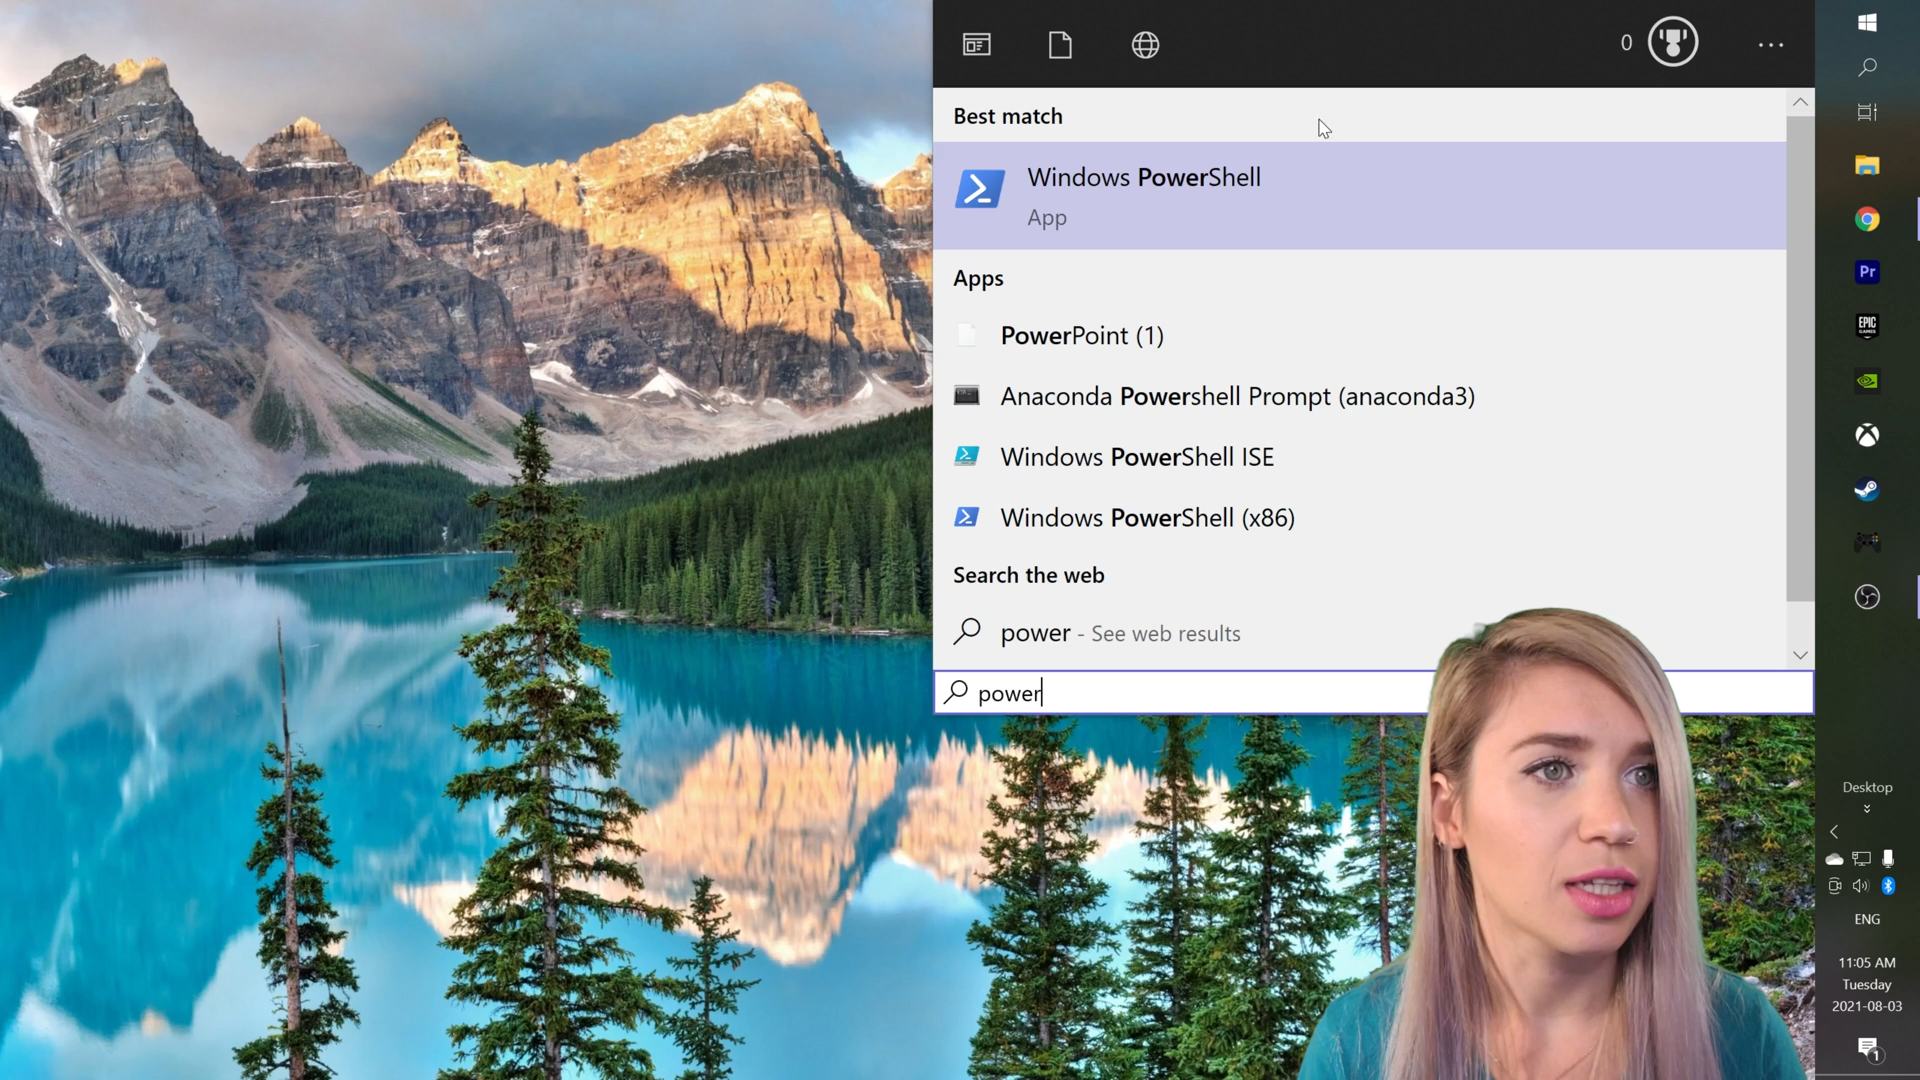 0
Best match
Windows PowerShell
App
Apps
PowerPoint (1)
Anaconda Powershell Prompt (anaconda3)
Windows PowerShell ISE
Windows PowerShell (x86)
Search the web
power - See web results
power
Pr
EPIC
GAMES
Desktop
ENG
11:05 AM
Tuesday
2021-08-03
1